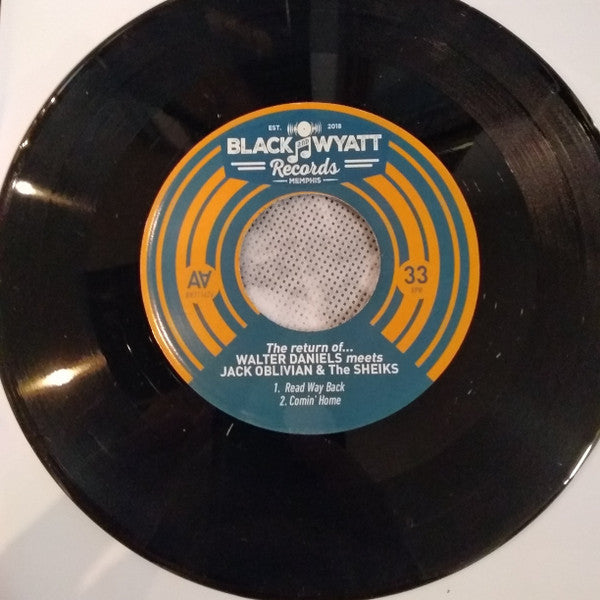 EST. 2018
BLACK and WYATT
Records
MEMPHIS
AA
33
RPM
The return of...
WALTER DANIELS meets
JACK OBLIVIAN & The SHEIKS
1. Read Way Back
2. Comin' Home